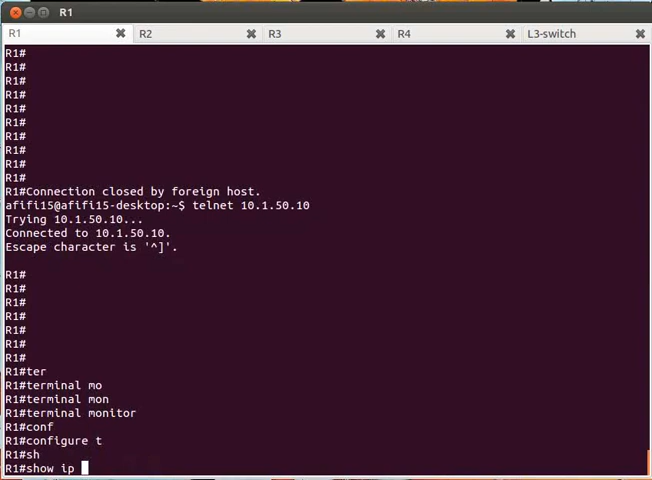 R1
R1
R2
R3
R4
L3-switch
R1#
R1#
R1#
R1#
R1#
R1#
R1#
R1#
R1#
R1#
R1#Connection closed by foreign host.
afifi15@afifi15-desktop:~$ telnet 10.1.50.10
Trying 10.1.50.10...
Connected to 10.1.50.10.
Escape character is '^]'.
R1#
R1#
R1#
R1#
R1#
R1#
R1#
R1#ter
R1#terminal mo
R1#terminal mon
R1#terminal monitor
R1#conf
R1#configure t
R1#sh
R1#show ip